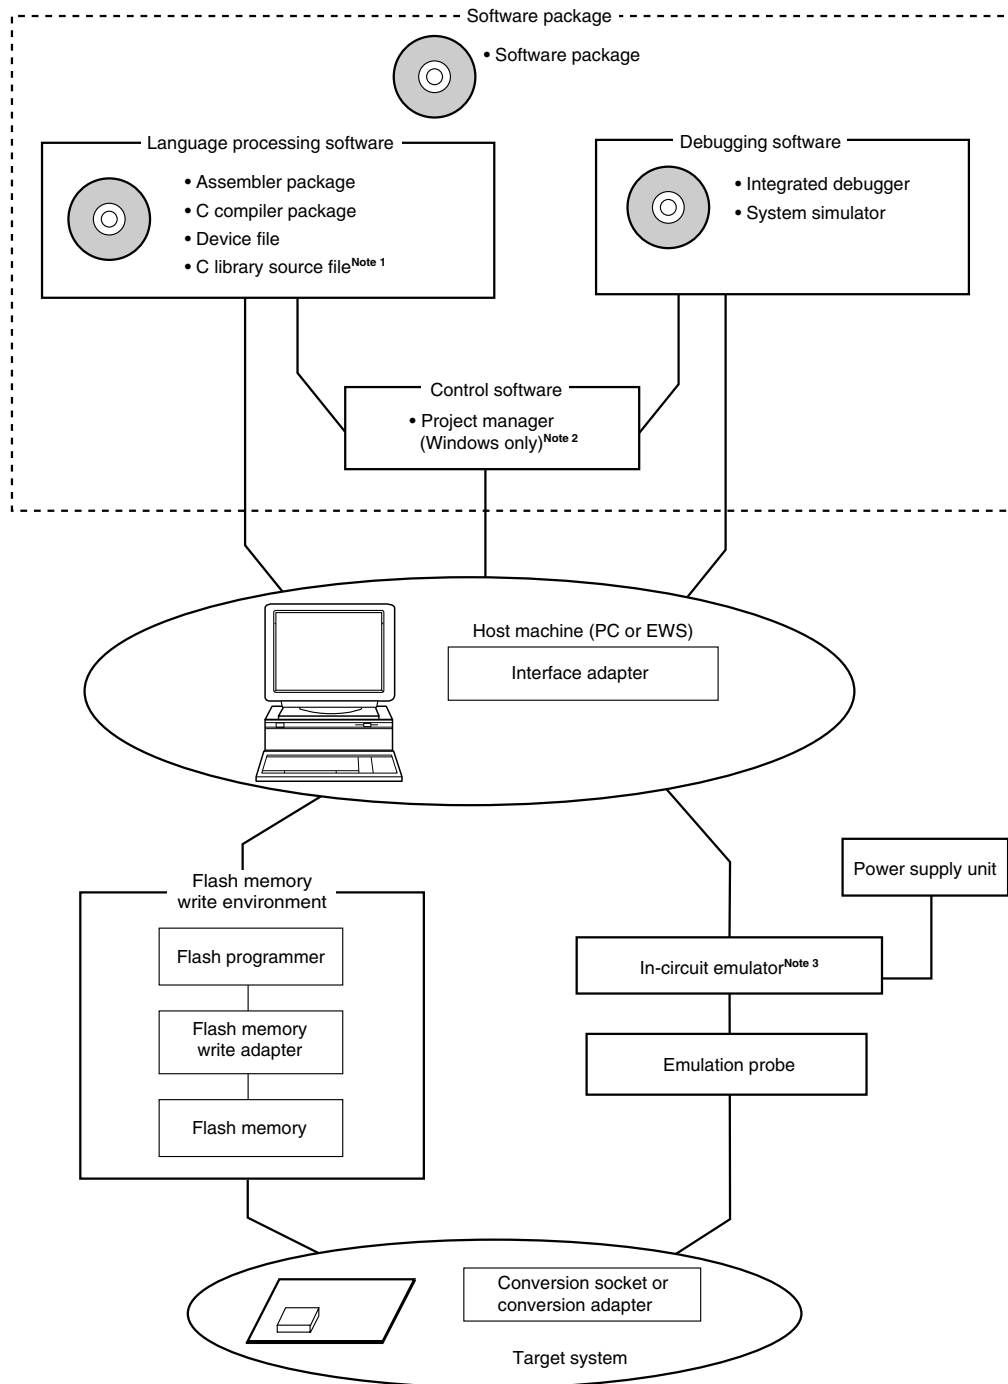 Software package
• Software package
Language processing software
• Assembler package
• C compiler package
• Device file
• C library source fileNote 1
Debugging software
• Integrated debugger
• System simulator
Control software
• Project manager
(Windows only)Note 2
Host machine (PC or EWS)
Interface adapter
Flash memory
write environment
Flash programmer
Flash memory
write adapter
Flash memory
Power supply unit
In-circuit emulatorNote 3
Emulation probe
Conversion socket or
conversion adapter
Target system